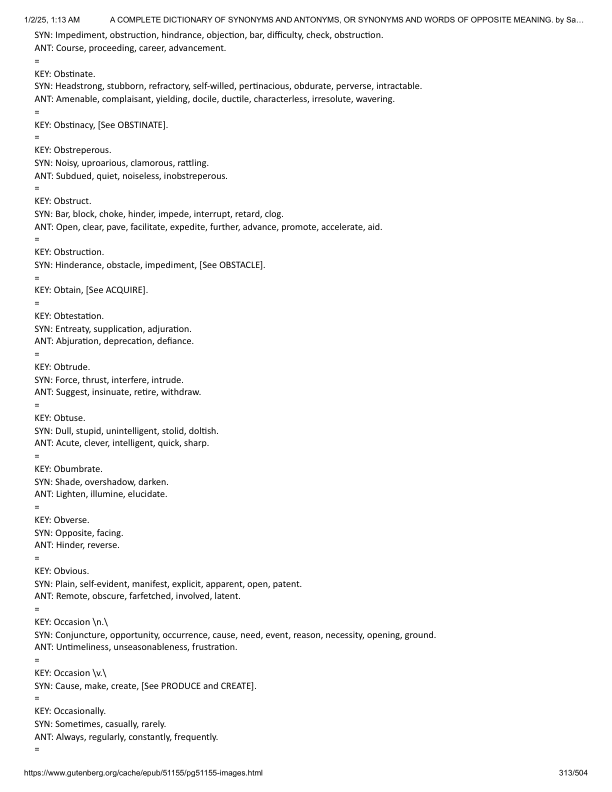 1/2/25, 1:13 AM A COMPLETE DICTIONARY OF SYNONYMS AND ANTONYMS, OR SYNONYMS AND WORDS OF OPPOSITE MEANING. by Sa…
SYN: Impediment, obstruction, hindrance, objection, bar, difficulty, check, obstruction.
ANT: Course, proceeding, career, advancement.
=
KEY: Obstinate.
SYN: Headstrong, stubborn, refractory, self-willed, pertinacious, obdurate, perverse, intractable.
ANT: Amenable, complaisant, yielding, docile, ductile, characterless, irresolute, wavering.
=
KEY: Obstinacy, [See OBSTINATE].
=
KEY: Obstreperous.
SYN: Noisy, uproarious, clamorous, rattling.
ANT: Subdued, quiet, noiseless, inobstreperous.
=
KEY: Obstruct.
SYN: Bar, block, choke, hinder, impede, interrupt, retard, clog.
ANT: Open, clear, pave, facilitate, expedite, further, advance, promote, accelerate, aid.
=
KEY: Obstruction.
SYN: Hinderance, obstacle, impediment, [See OBSTACLE].
=
KEY: Obtain, [See ACQUIRE].
=
KEY: Obtestation.
SYN: Entreaty, supplication, adjuration.
ANT: Abjuration, deprecation, defiance.
=
KEY: Obtrude.
SYN: Force, thrust, interfere, intrude.
ANT: Suggest, insinuate, retire, withdraw.
=
KEY: Obtuse.
SYN: Dull, stupid, unintelligent, stolid, doltish.
ANT: Acute, clever, intelligent, quick, sharp.
=
KEY: Obumbrate.
SYN: Shade, overshadow, darken.
ANT: Lighten, illumine, elucidate.
=
KEY: Obverse.
SYN: Opposite, facing.
ANT: Hinder, reverse.
=
KEY: Obvious.
SYN: Plain, self-evident, manifest, explicit, apparent, open, patent.
ANT: Remote, obscure, farfetched, involved, latent.
=
KEY: Occasion \n.\
SYN: Conjuncture, opportunity, occurrence, cause, need, event, reason, necessity, opening, ground.
ANT: Untimeliness, unseasonableness, frustration.
=
KEY: Occasion \v.\
SYN: Cause, make, create, [See PRODUCE and CREATE].
=
KEY: Occasionally.
SYN: Sometimes, casually, rarely.
ANT: Always, regularly, constantly, frequently.
=
https://www.gutenberg.org/cache/epub/51155/pg51155-images.html 313/504